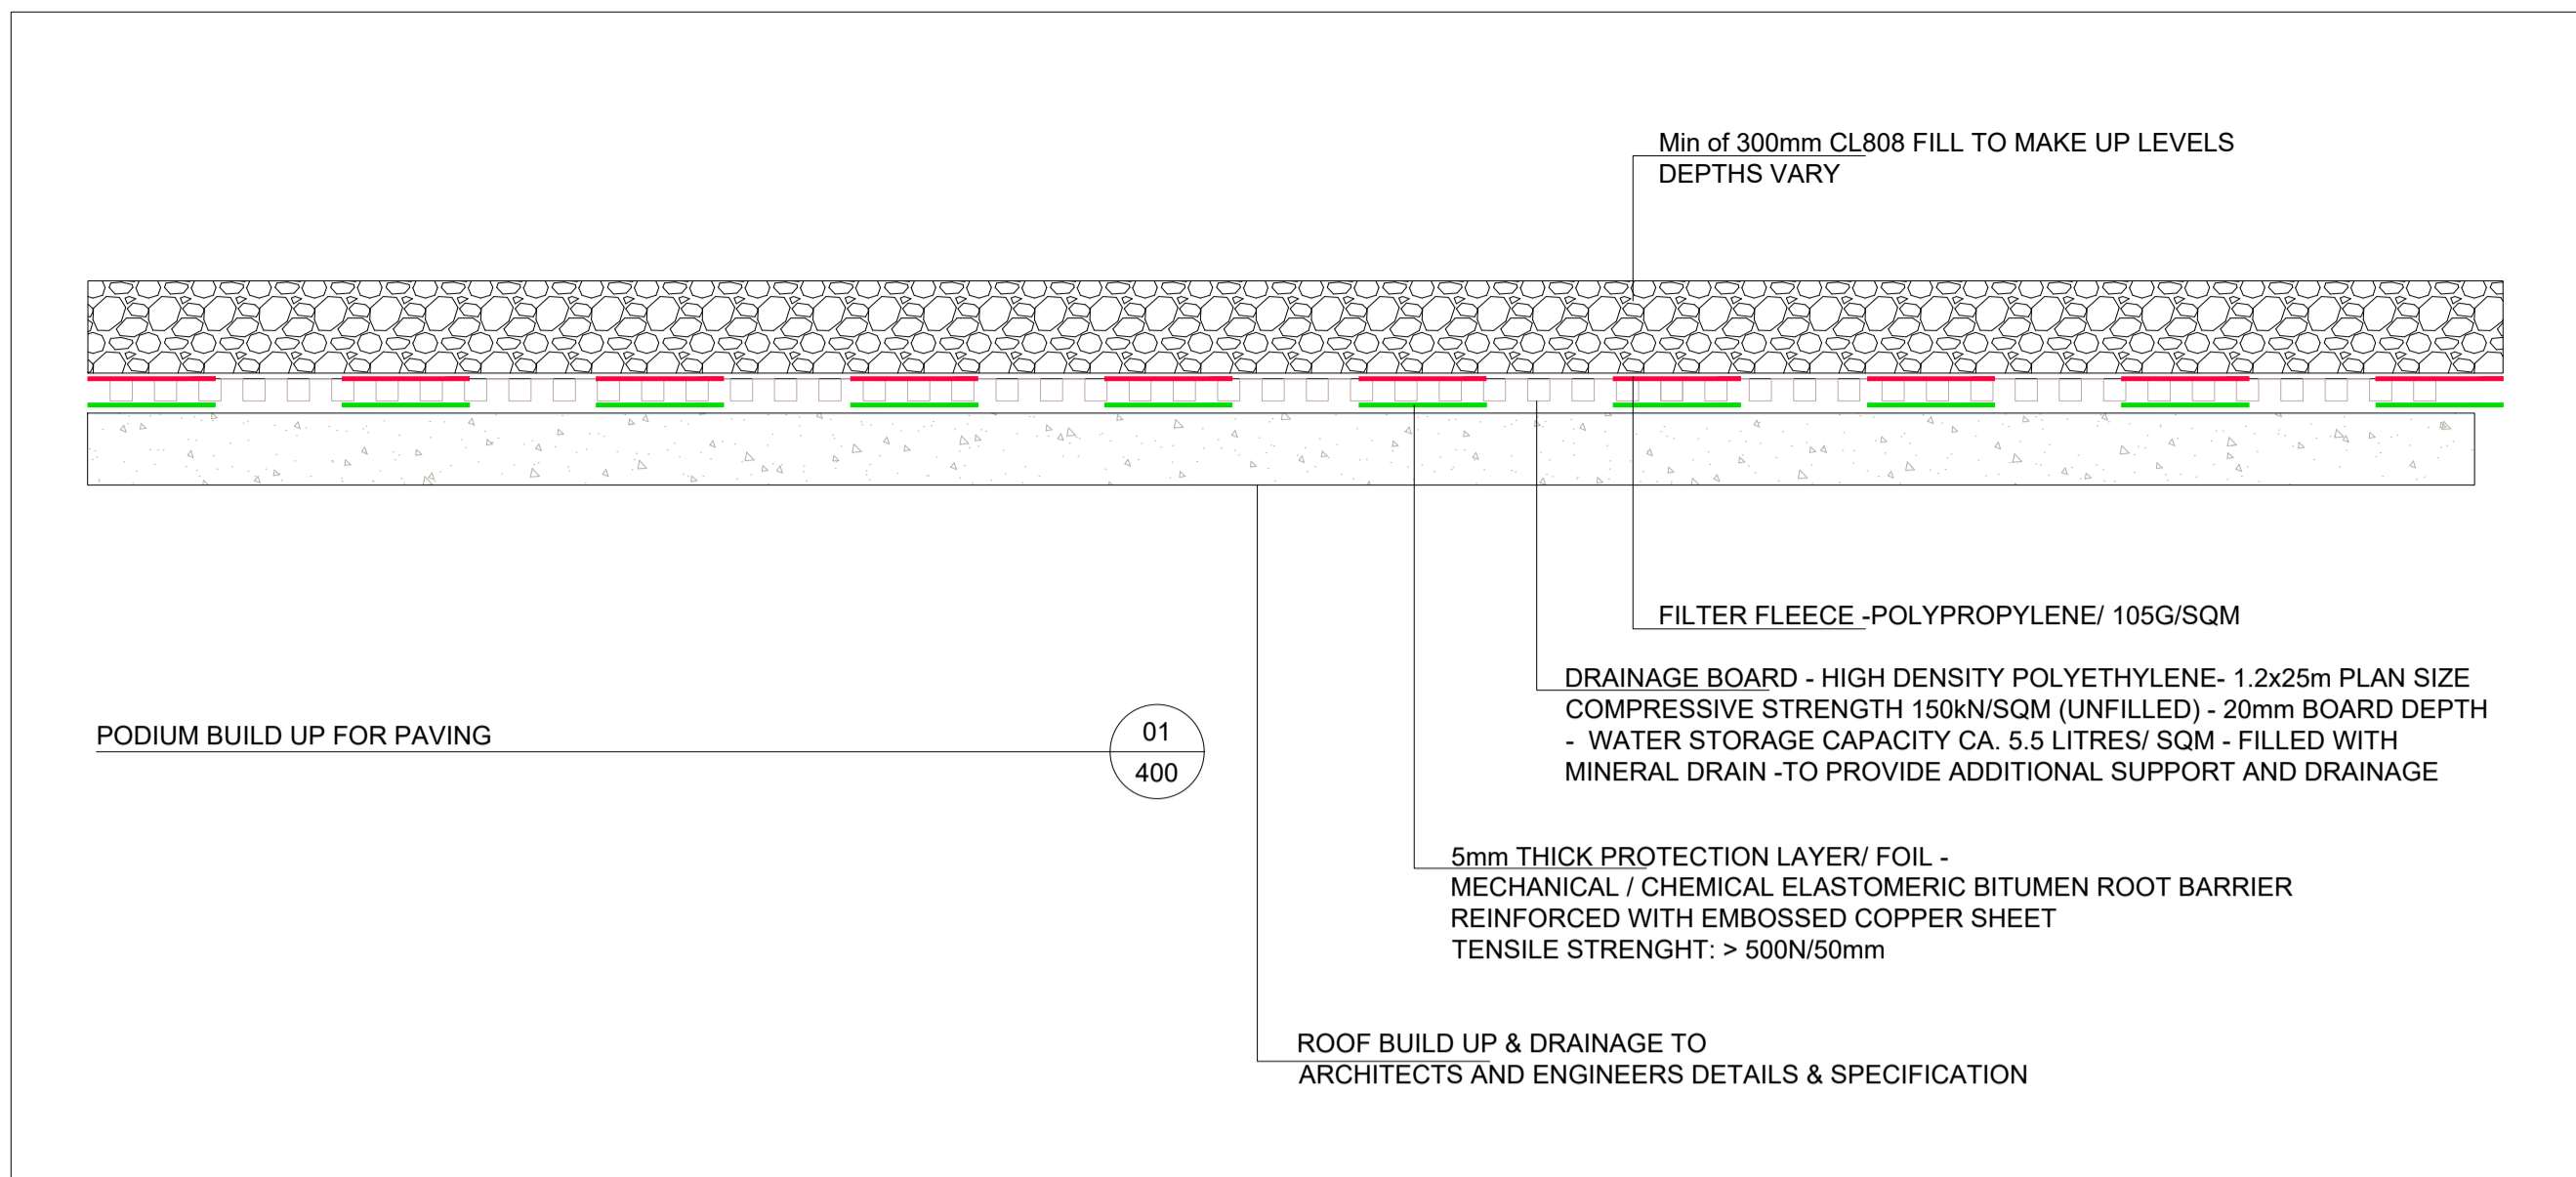 Min of 300mm CL808 FILL TO MAKE UP LEVELS
DEPTHS VARY
FILTER FLEECE -POLYPROPYLENE/ 105G/SQM
DRAINAGE BOARD - HIGH DENSITY POLYETHYLENE- 1.2x25m PLAN SIZE
COMPRESSIVE STRENGTH 150kN/SQM (UNFILLED) - 20mm BOARD DEPTH
- WATER STORAGE CAPACITY CA. 5.5 LITRES/ SQM - FILLED WITH
MINERAL DRAIN -TO PROVIDE ADDITIONAL SUPPORT AND DRAINAGE
PODIUM BUILD UP FOR PAVING
01
400
5mm THICK PROTECTION LAYER/ FOIL -
MECHANICAL / CHEMICAL ELASTOMERIC BITUMEN ROOT BARRIER
REINFORCED WITH EMBOSSED COPPER SHEET
TENSILE STRENGHT: > 500N/50mm
ROOF BUILD UP & DRAINAGE TO
ARCHITECTS AND ENGINEERS DETAILS & SPECIFICATION